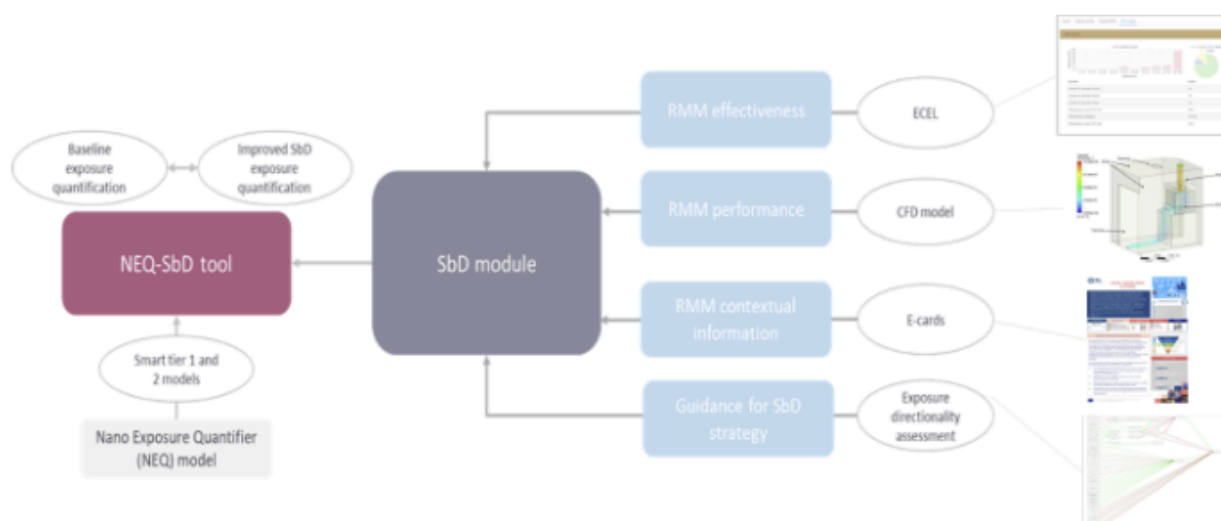 Baseline
exposure
quantification
Improved SbD
exposure
quantification
NEQ-SbD tool
Smart tier 1 and
2 models
Nano Exposure Quantifier
(NEQ) model
SbD module
RMM effectiveness
ECEL
RMM performance
CFD model
RMM contextual
information
E-cards
Guidance for SbD
strategy
Exposure
directionality
assessment